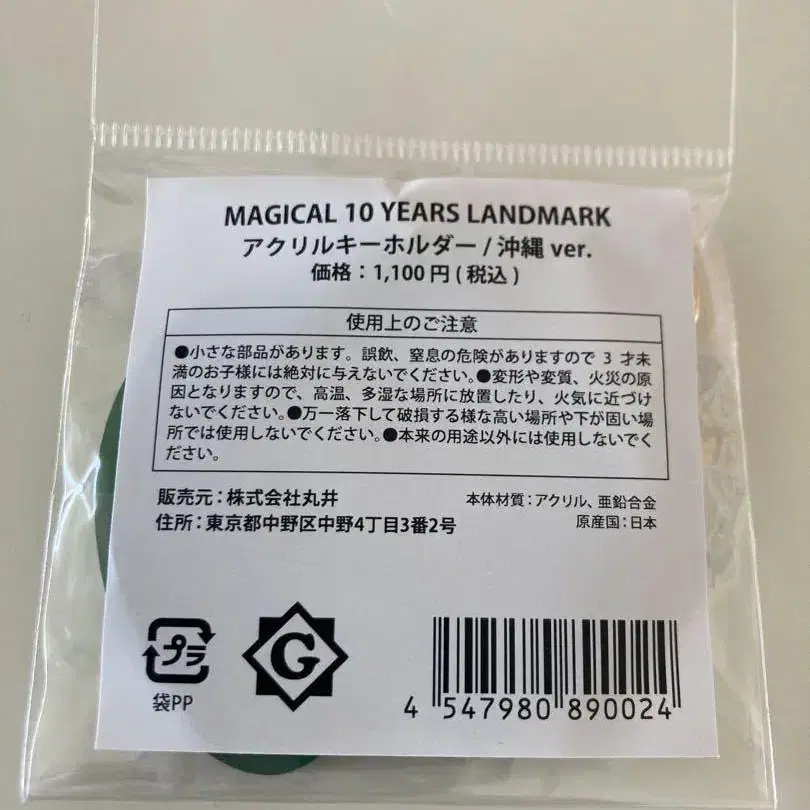 MAGICAL 10 YEARS LANDMARK
アクリルキーホルダー / 沖縄 ver.
価格：1,100 円 ( 税込 )
使用上のご注意
●小さな部品があります。誤飲、窒息の危険がありますので 3 才未
満のお子様には絶対に与えないでください。●変形や変質、火災の原
因となりますので、高温、多湿な場所に放置したり、火気に近づけ
ないでください。●万一落下して破損する様な高い場所や下が固い場
所では使用しないでください。●本来の用途以外には使用しないでく
ださい。
販売元：株式会社丸井
住所：東京都中野区中野4丁目3番2号
本体材質：アクリル、亜鉛合金
原産国：日本
プラ
袋PP
G
4 547980 890024